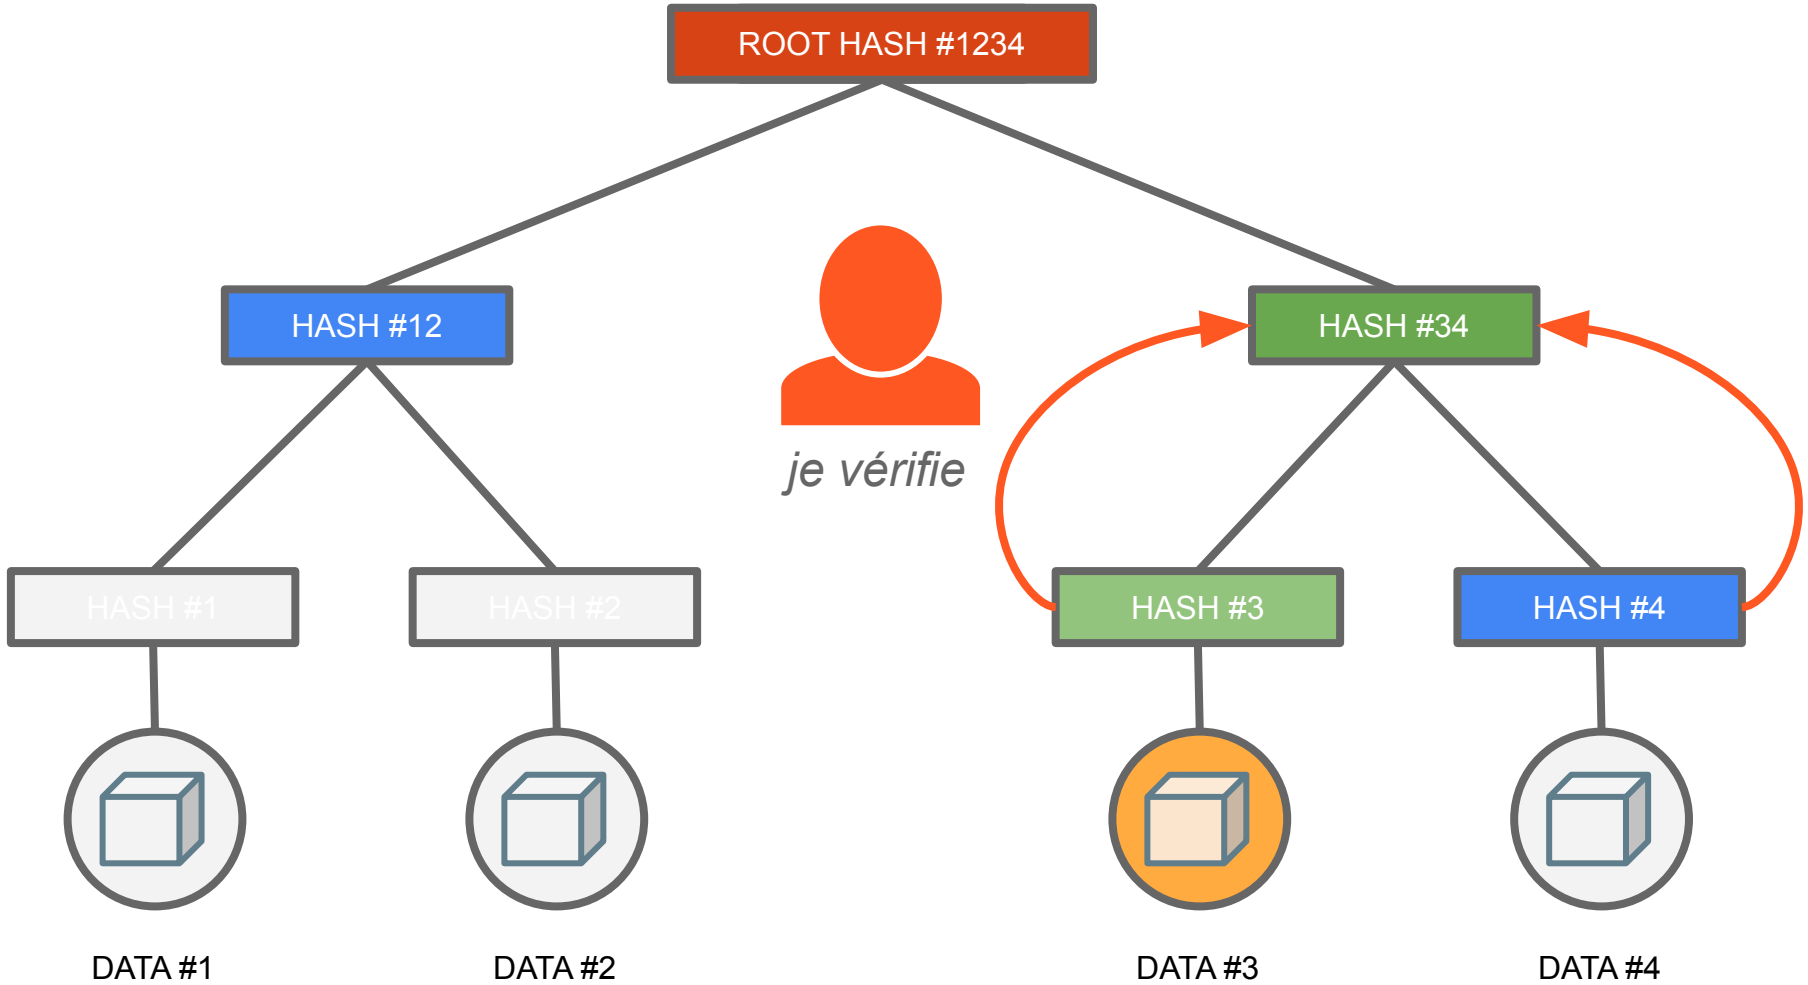 ROOT HASH #1234
HASH #12
HASH #34
je vérifie
HASH #1
HASH #2
HASH #3
HASH #4
DATA #1
DATA #2
DATA #3
DATA #4